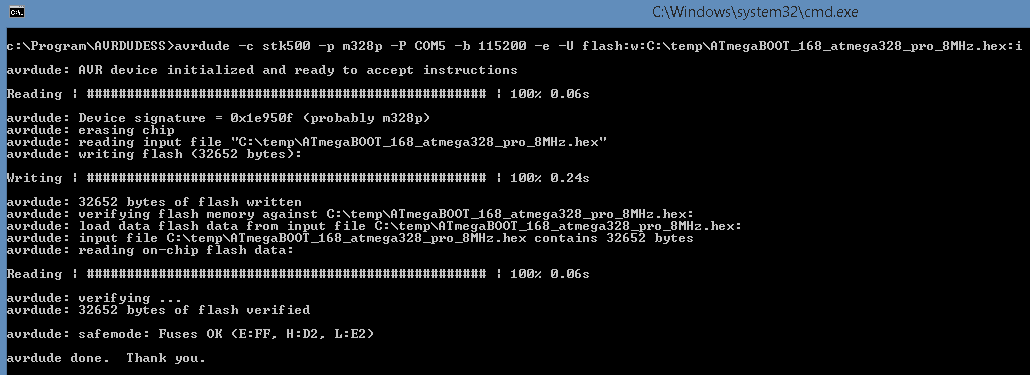 C:\Windows\system32\cmd.exe
c:\Program\AVRDUDESS>avrdude -c stk500 -p m328p -P COM5 -b 115200 -e -U flash:w:C:\temp\ATmegaBOOT_168_atmega328_pro_8MHz.hex:i
avrdude: AVR device initialized and ready to accept instructions
Reading | ################################################## | 100% 0.06s
avrdude: Device signature = 0x1e950f (probably m328p)
avrdude: erasing chip
avrdude: reading input file "C:\temp\ATmegaBOOT_168_atmega328_pro_8MHz.hex"
avrdude: writing flash (32652 bytes):
Writing | ################################################## | 100% 0.24s
avrdude: 32652 bytes of flash written
avrdude: verifying flash memory against C:\temp\ATmegaBOOT_168_atmega328_pro_8MHz.hex:
avrdude: load data flash data from input file C:\temp\ATmegaBOOT_168_atmega328_pro_8MHz.hex:
avrdude: input file C:\temp\ATmegaBOOT_168_atmega328_pro_8MHz.hex contains 32652 bytes
avrdude: reading on-chip flash data:
Reading | ################################################## | 100% 0.06s
avrdude: verifying ...
avrdude: 32652 bytes of flash verified
avrdude: safemode: Fuses OK (E:FF, H:D2, L:E2)
avrdude done.  Thank you.